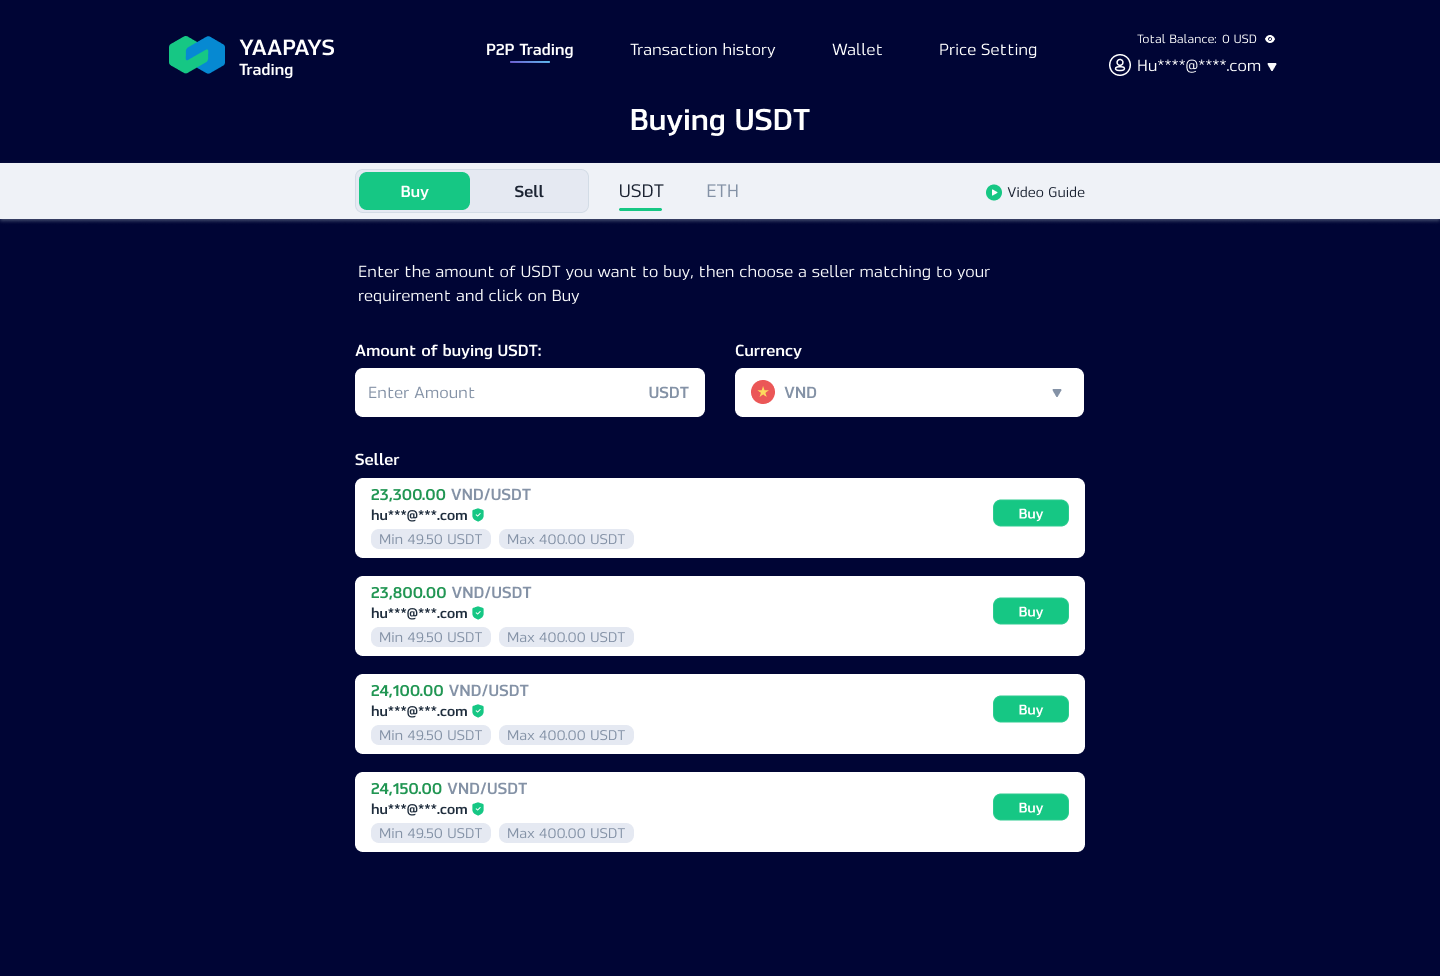 YAAPAYS
Trading
P2P Trading
Transaction history
Wallet
Price Setting
Total Balance: 0 USD
Hu****@****.com
Buying USDT
Buy
Sell
USDT
ETH
Video Guide
Enter the amount of USDT you want to buy, then choose a seller matching to your
requirement and click on Buy
Amount of buying USDT:
Currency
Enter Amount
USDT
VND
Seller
23,300.00 VND/USDT
hu***@***.com
Min 49.50 USDT
Max 400.00 USDT
Buy
23,800.00 VND/USDT
hu***@***.com
Min 49.50 USDT
Max 400.00 USDT
Buy
24,100.00 VND/USDT
hu***@***.com
Min 49.50 USDT
Max 400.00 USDT
Buy
24,150.00 VND/USDT
hu***@***.com
Min 49.50 USDT
Max 400.00 USDT
Buy